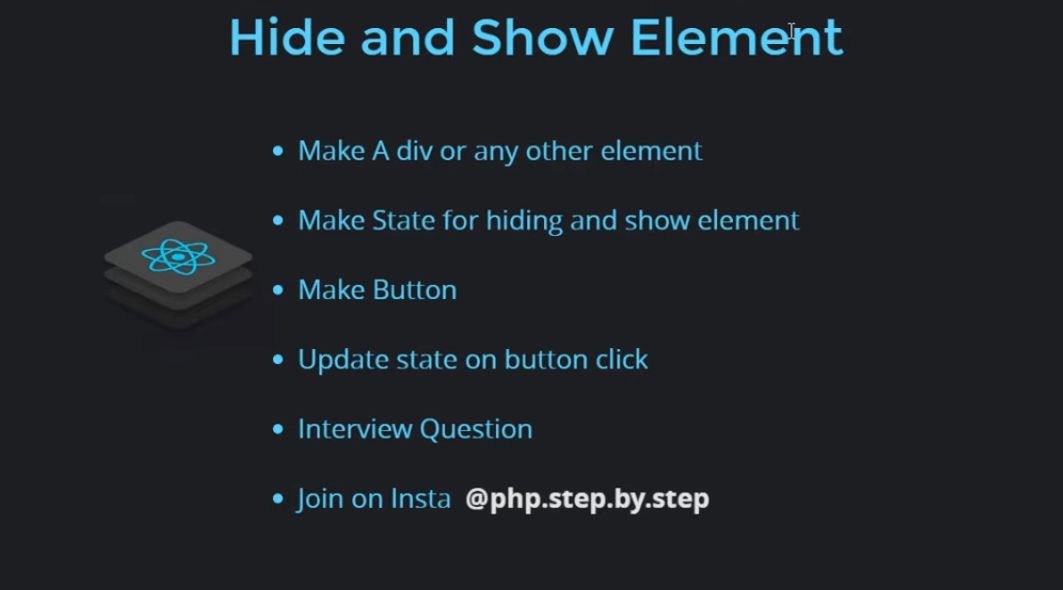 Hide and Show Element
Make A div or any other element
Make State for hiding and show element
Make Button
Update state on button click
Interview Question
Join on Insta @php.step.by.step